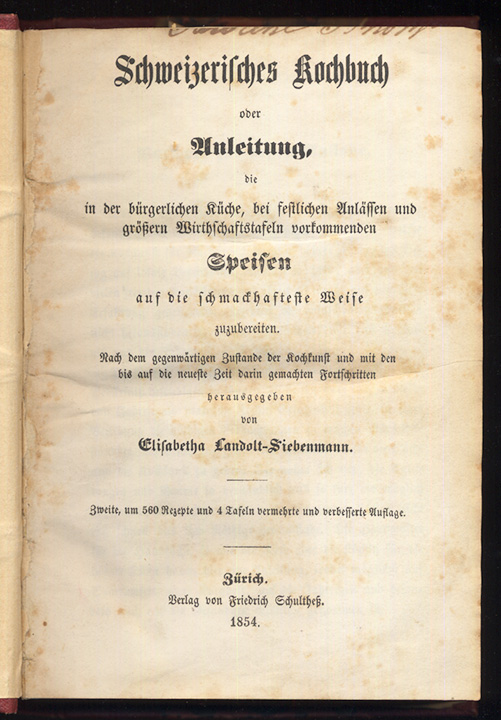 Schweizerisches Kochbuch
oder
Anleitung,
die
in der bürgerlichen Küche, bei festlichen Anlässen und
größern Wirthschaftstafeln vorkommenden
Speisen
auf die schmackhafteste Weise
zuzubereiten.
Nach dem gegenwärtigen Zustande der Kochkunst und mit den
bis auf die neueste Zeit darin gemachten Fortschritten
herausgegeben
von
Elisabetha Landolt-Siebenmann.
Zweite, um 560 Rezepte und 4 Tafeln vermehrte und verbesserte Auflage.
Zürich.
Verlag von Friedrich Schultheß.
1854.